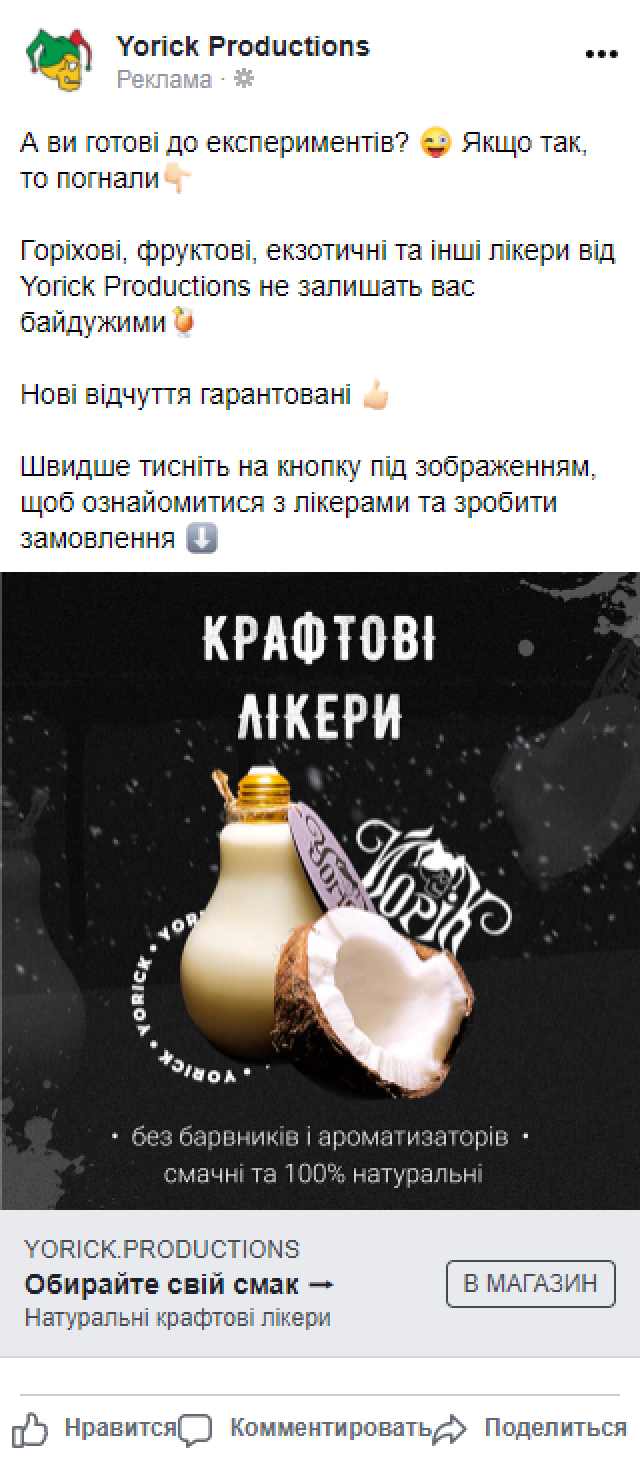 Yorick Productions
Реклама ·
А ви готові до експериментів? 😜 Якщо так,
то погнали👇🏻
Горіхові, фруктові, екзотичні та інші лікери від
Yorick Productions не залишать вас
байдужими🍹
Нові відчуття гарантовані 👍🏻
Швидше тисніть на кнопку під зображенням,
щоб ознайомитися з лікерами та зробити
замовлення ⬇️
КРАФТОВІ
ЛІКЕРИ
Йорік
YORICK • YORICK •
• без барвників і ароматизаторів •
смачні та 100% натуральні
YORICK.PRODUCTIONS
Обирайте свій смак →
Натуральні крафтові лікери
В МАГАЗИН
Нравится
Комментировать
Поделиться